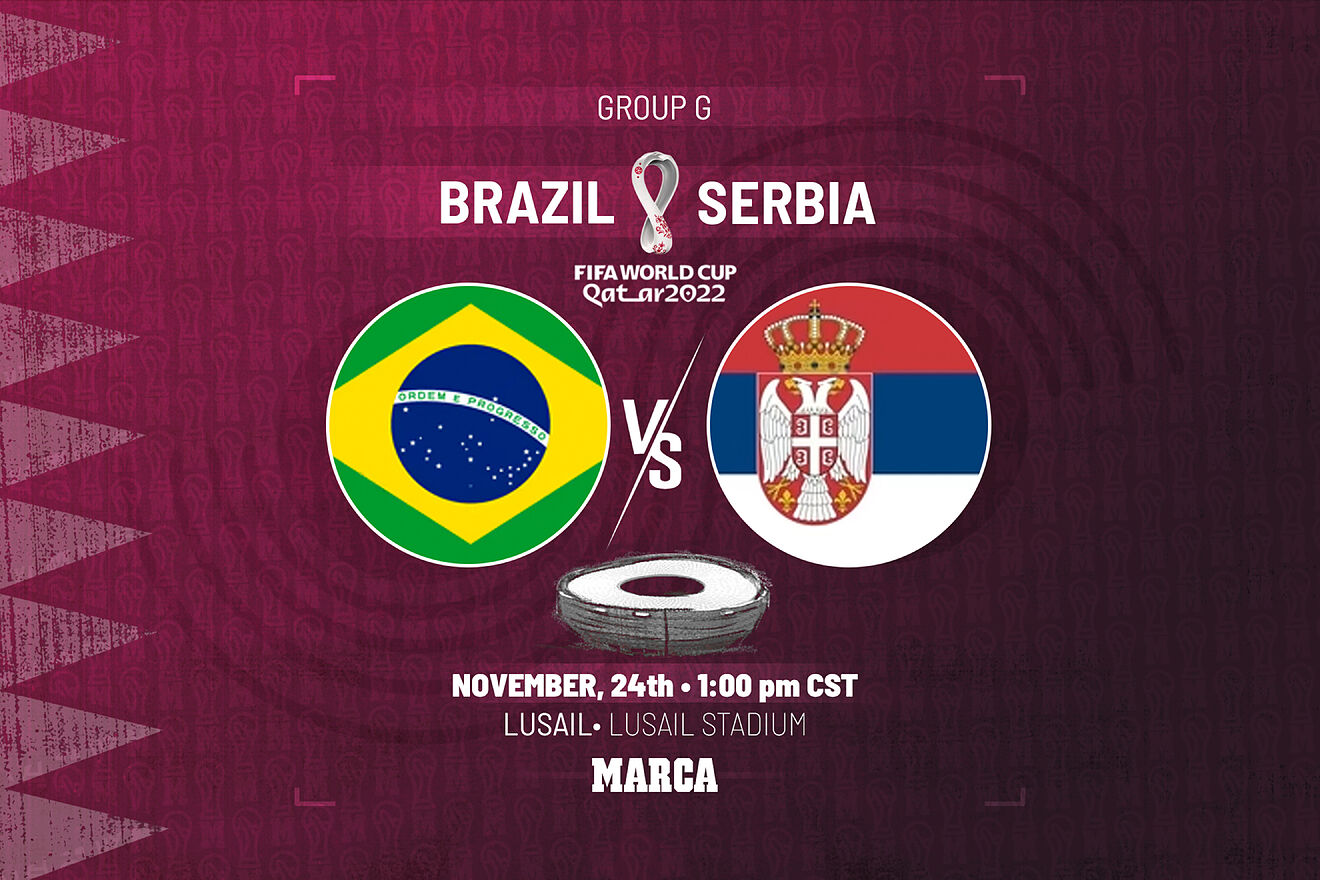 GROUP G
BRAZIL SERBIA
FIFA WORLD CUP
Qatar2022
ORDEM E PROGRESSO
VS
NOVEMBER, 24th • 1:00 pm CST
LUSAIL• LUSAIL STADIUM
MARCA